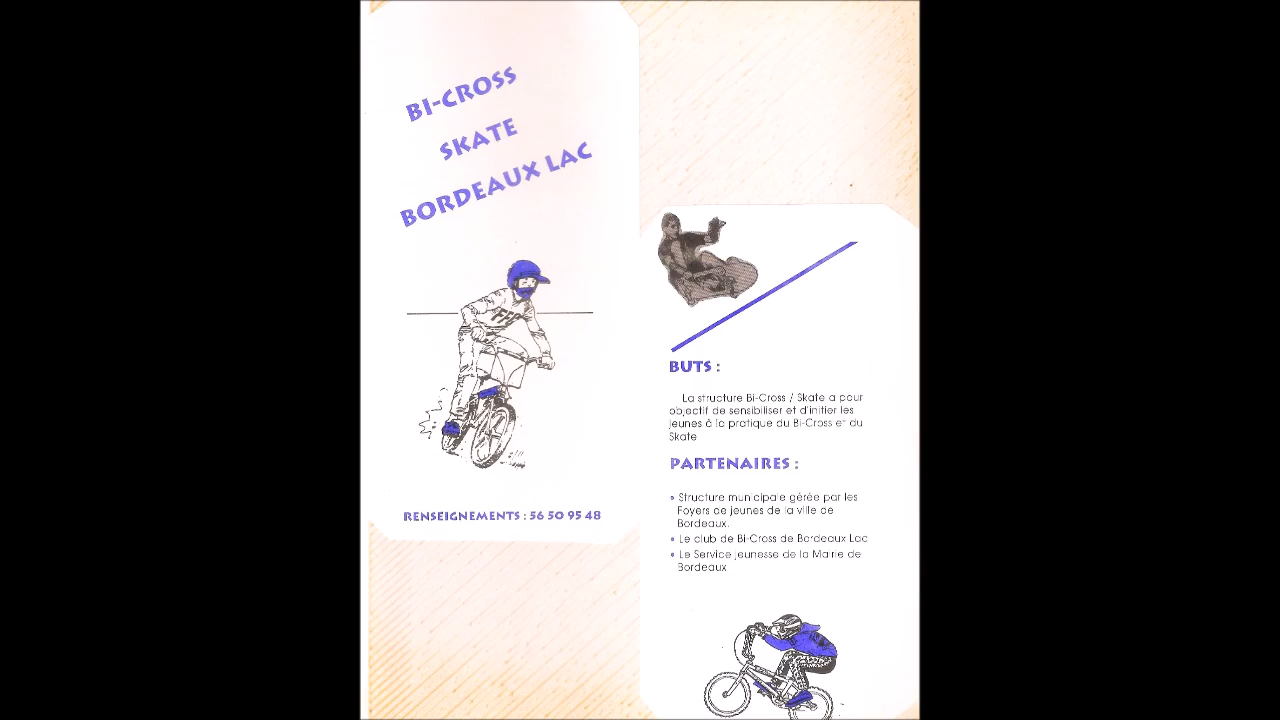 BI-CROSS
SKATE
BORDEAUX LAC
FFB
RENSEIGNEMENTS : 56 50 95 48
BUTS :
La structure Bi-Cross / Skate a pour
objectif de sensibiliser et d'initier les
jeunes à la pratique du Bi-Cross et du
Skate
PARTENAIRES :
• Structure municipale gérée par les
Foyers de jeunes de la ville de
Bordeaux.
• Le club de Bi-Cross de Bordeaux Lac
• Le Service jeunesse de la Mairie de
Bordeaux